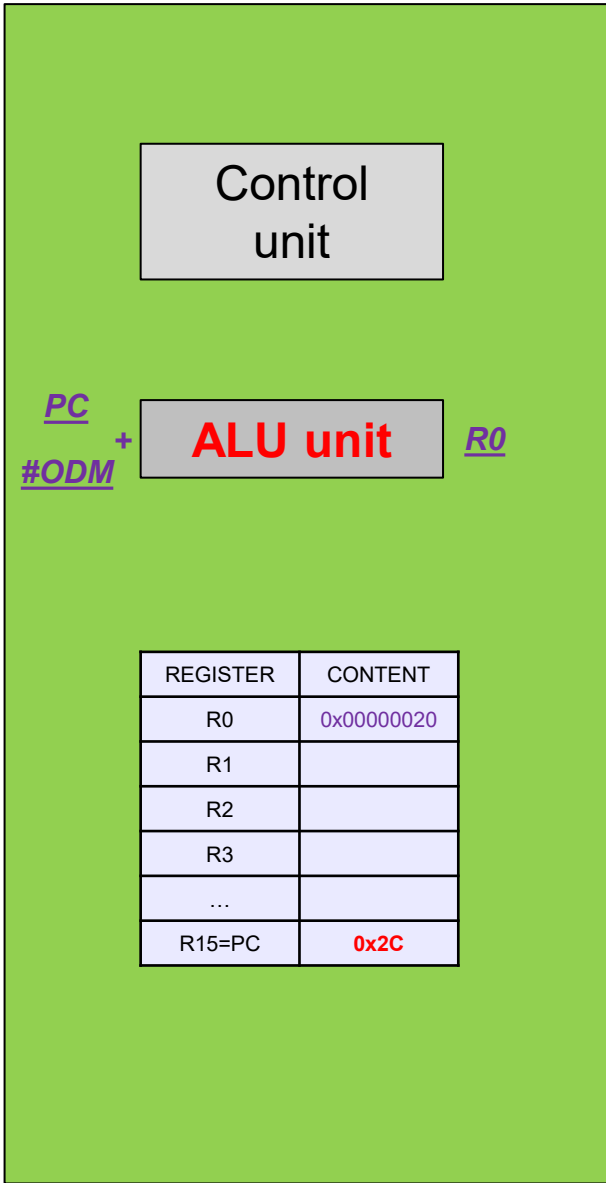 Control
unit
PC
+
#ODM
ALU unit
R0
REGISTER CONTENT
R0 0x00000020
R1
R2
R3
…
R15=PC 0x2C